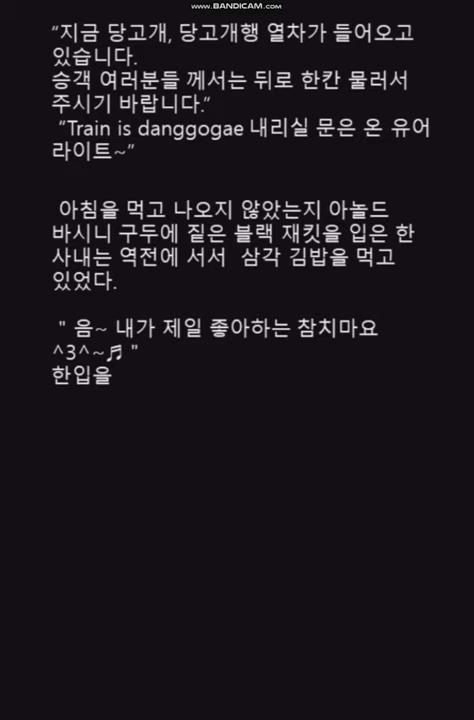 www.BANDICAM.com
“지금 당고개, 당고개행 열차가 들어오고
있습니다.
승객 여러분들 께서는 뒤로 한칸 물러서
주시기 바랍니다.”
“Train is danggogae 내리실 문은 온 유어
라이트~”
아침을 먹고 나오지 않았는지 아놀드
바시니 구두에 짙은 블랙 재킷을 입은 한
사내는 역전에 서서 삼각 김밥을 먹고
있었다.
" 음~ 내가 제일 좋아하는 참치마요
^3^~♬ "
한입을